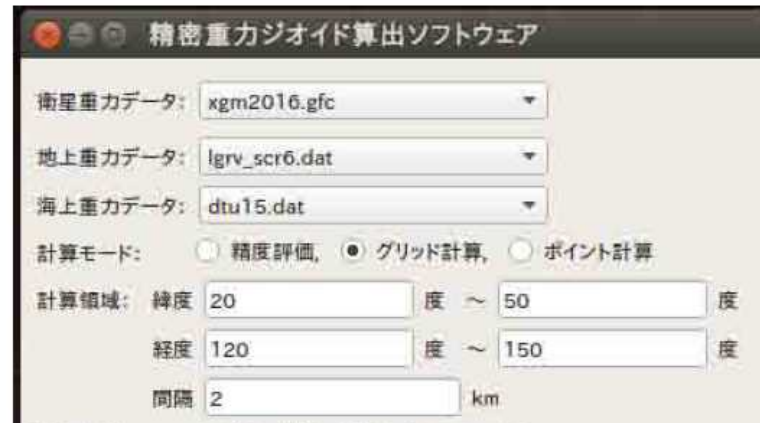 精密重力ジオイド算出ソフトウェア
衛星重力データ: xgm2016.gfc
地上重力データ: lgrv_scr6.dat
海上重力データ: dtu15.dat
計算モード: 精度評価, グリッド計算, ポイント計算
計算領域: 緯度 20 度 ～ 50 度
経度 120 度 ～ 150 度
間隔 2 km